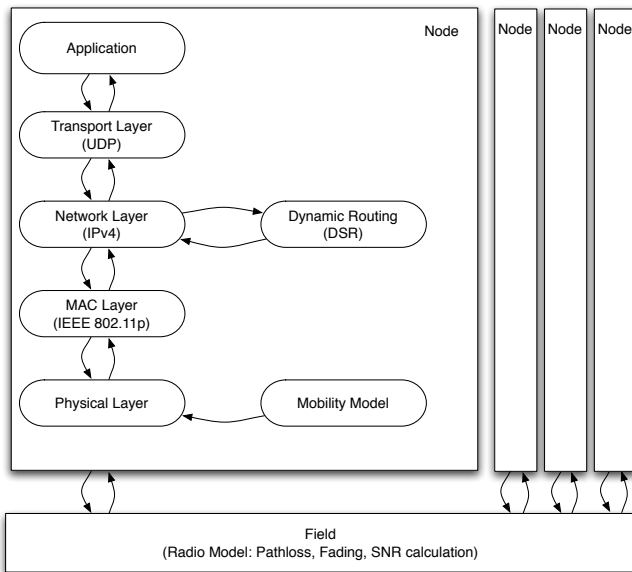 Node
Node
Node
Node
Application
Transport Layer
(UDP)
Network Layer
(IPv4)
Dynamic Routing
(DSR)
MAC Layer
(IEEE 802.11p)
Physical Layer
Mobility Model
Field
(Radio Model: Pathloss, Fading, SNR calculation)